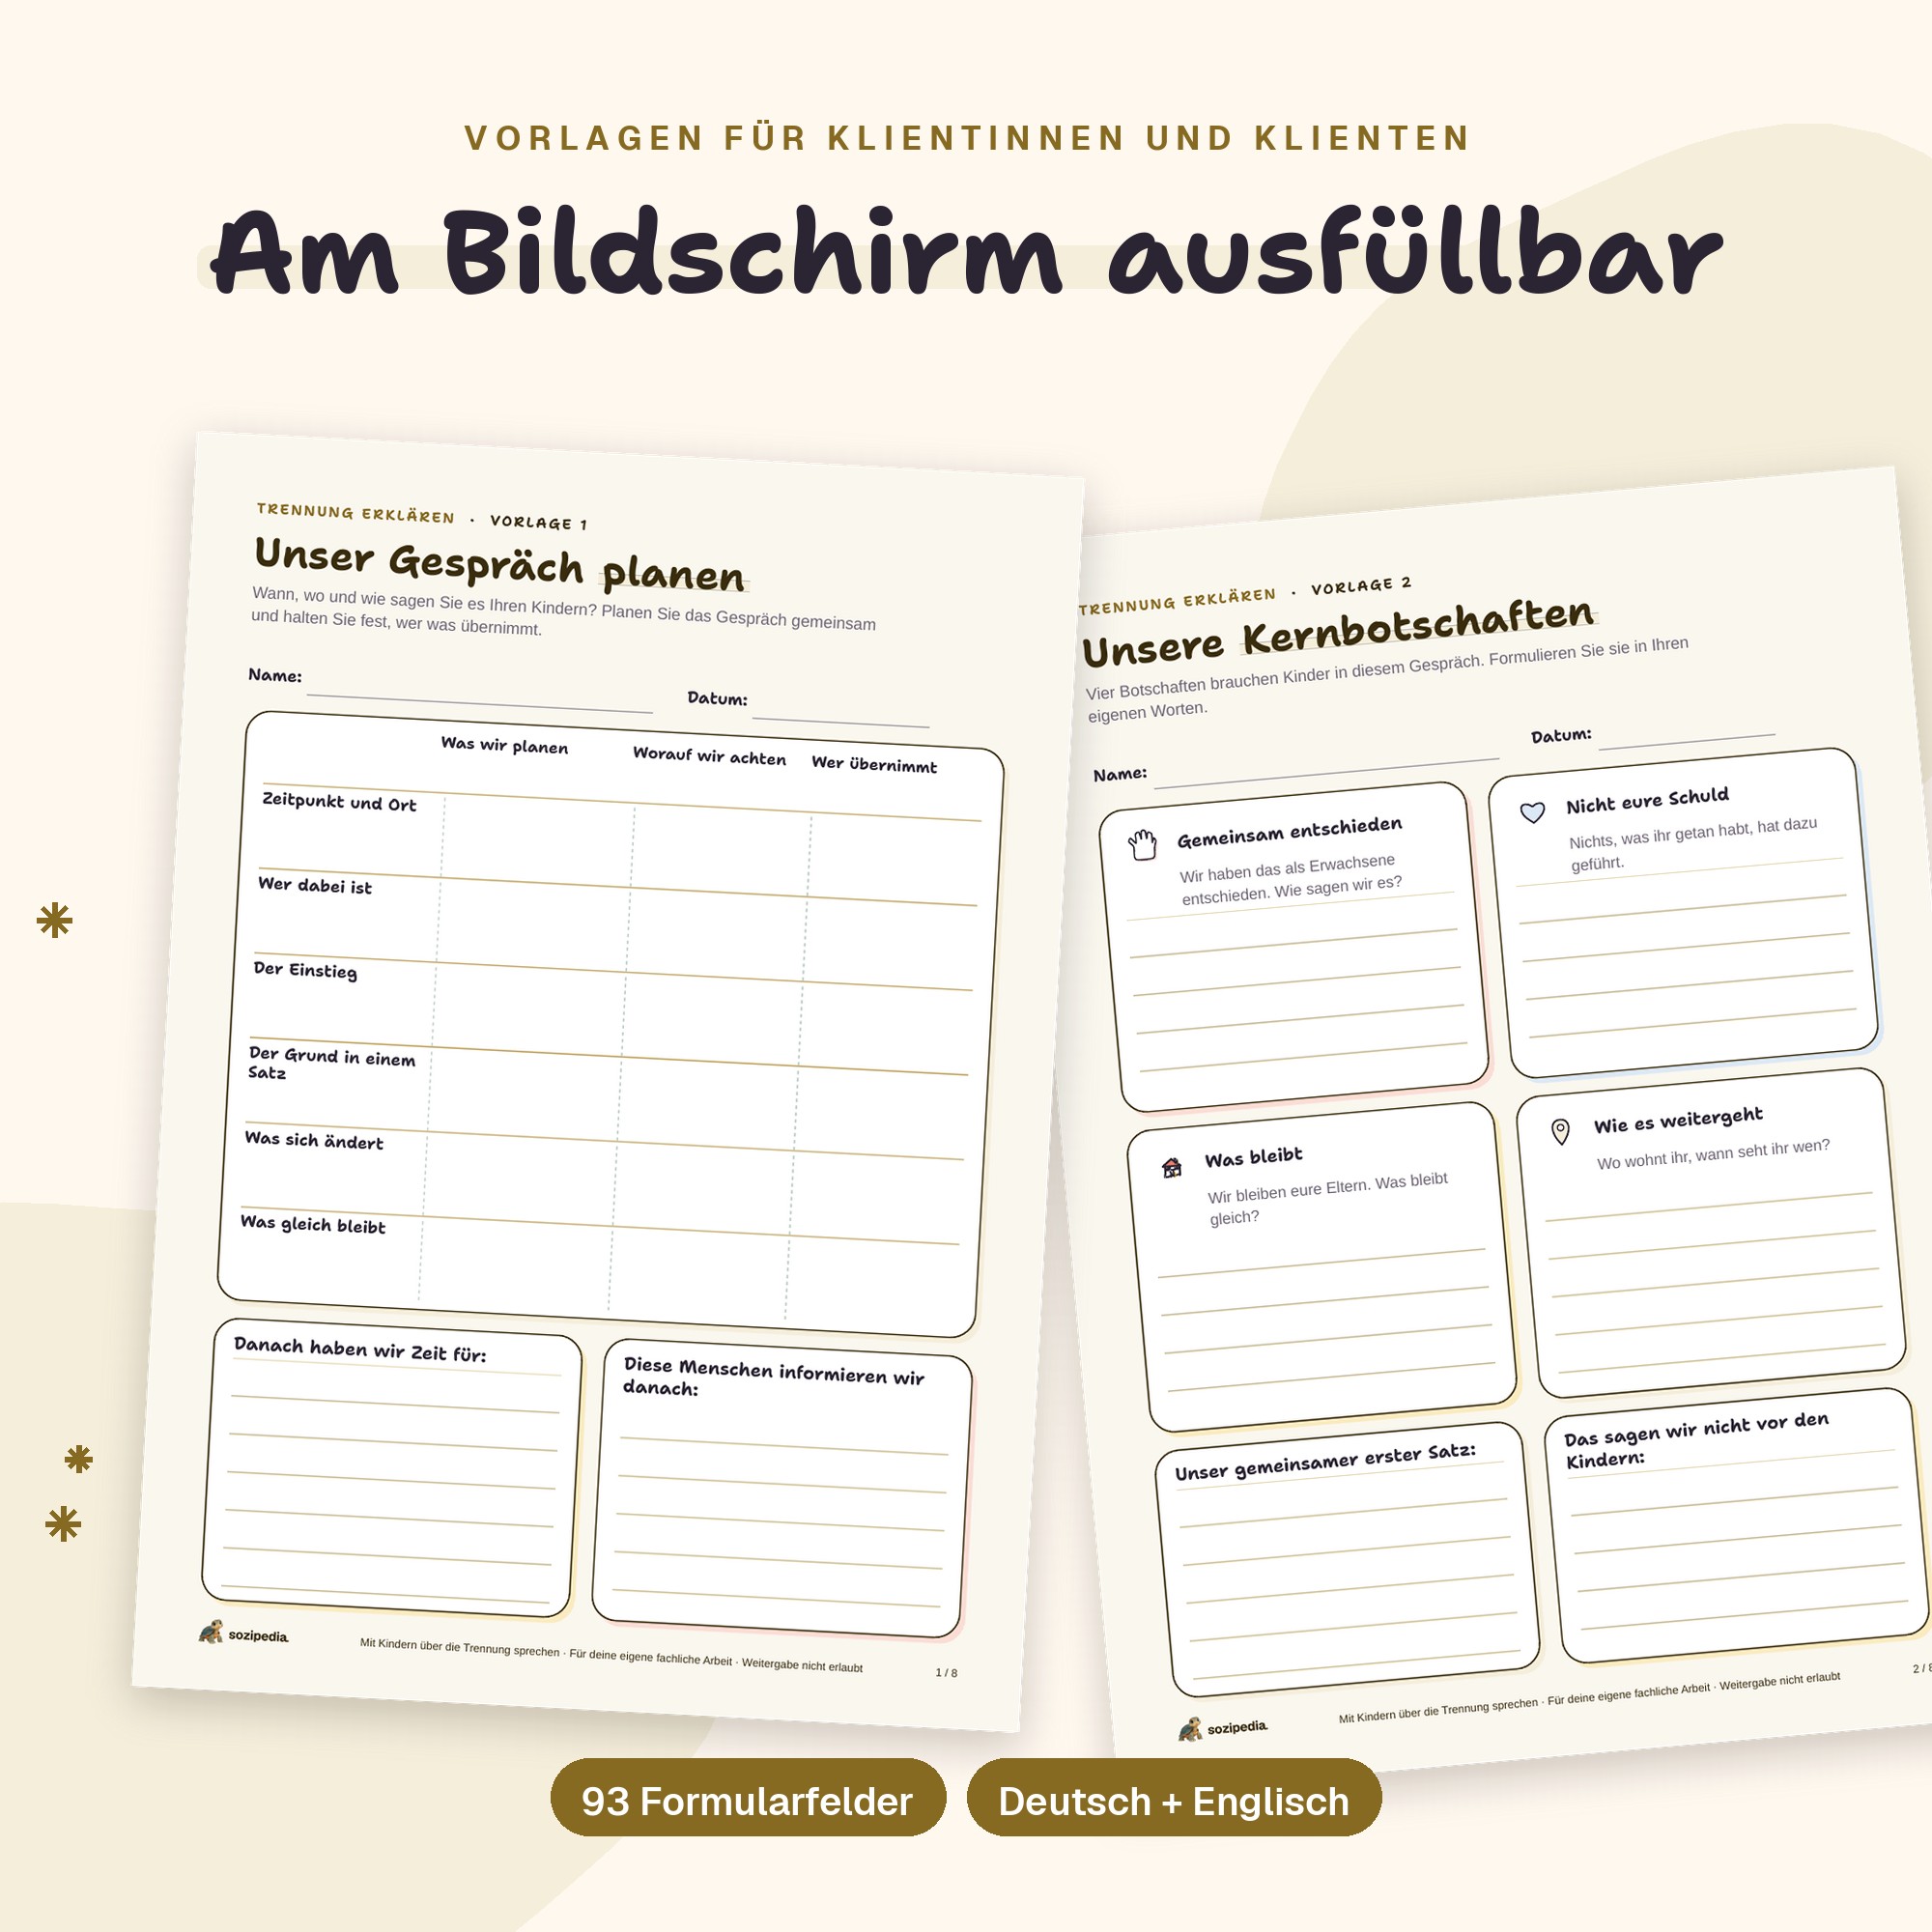 VORLAGEN FÜR KLIENTINNEN UND KLIENTEN
Am Bildschirm ausfüllbar
TRENNUNG ERKLÄREN · VORLAGE 1
Unser Gespräch planen
Wann, wo und wie sagen Sie es Ihren Kindern? Planen Sie das Gespräch gemeinsam
und halten Sie fest, wer was übernimmt.
Name:
Datum:
Was wir planen
Worauf wir achten
Wer übernimmt
Zeitpunkt und Ort
Wer dabei ist
Der Einstieg
Der Grund in einem
Satz
Was sich ändert
Was gleich bleibt
Danach haben wir Zeit für:
Diese Menschen informieren wir
danach:
sozipedia.
Mit Kindern über die Trennung sprechen · Für deine eigene fachliche Arbeit · Weitergabe nicht erlaubt
1 / 8
TRENNUNG ERKLÄREN · VORLAGE 2
Unsere Kernbotschaften
Vier Botschaften brauchen Kinder in diesem Gespräch. Formulieren Sie sie in Ihren
eigenen Worten.
Name:
Datum:
Gemeinsam entschieden
Wir haben das als Erwachsene
entschieden. Wie sagen wir es?
Nicht eure Schuld
Nichts, was ihr getan habt, hat dazu
geführt.
Was bleibt
Wir bleiben eure Eltern. Was bleibt
gleich?
Wie es weitergeht
Wo wohnt ihr, wann seht ihr wen?
Unser gemeinsamer erster Satz:
Das sagen wir nicht vor den
Kindern:
sozipedia.
Mit Kindern über die Trennung sprechen · Für deine eigene fachliche Arbeit · Weitergabe nicht erlaubt
2 / 8
93 Formularfelder
Deutsch + Englisch